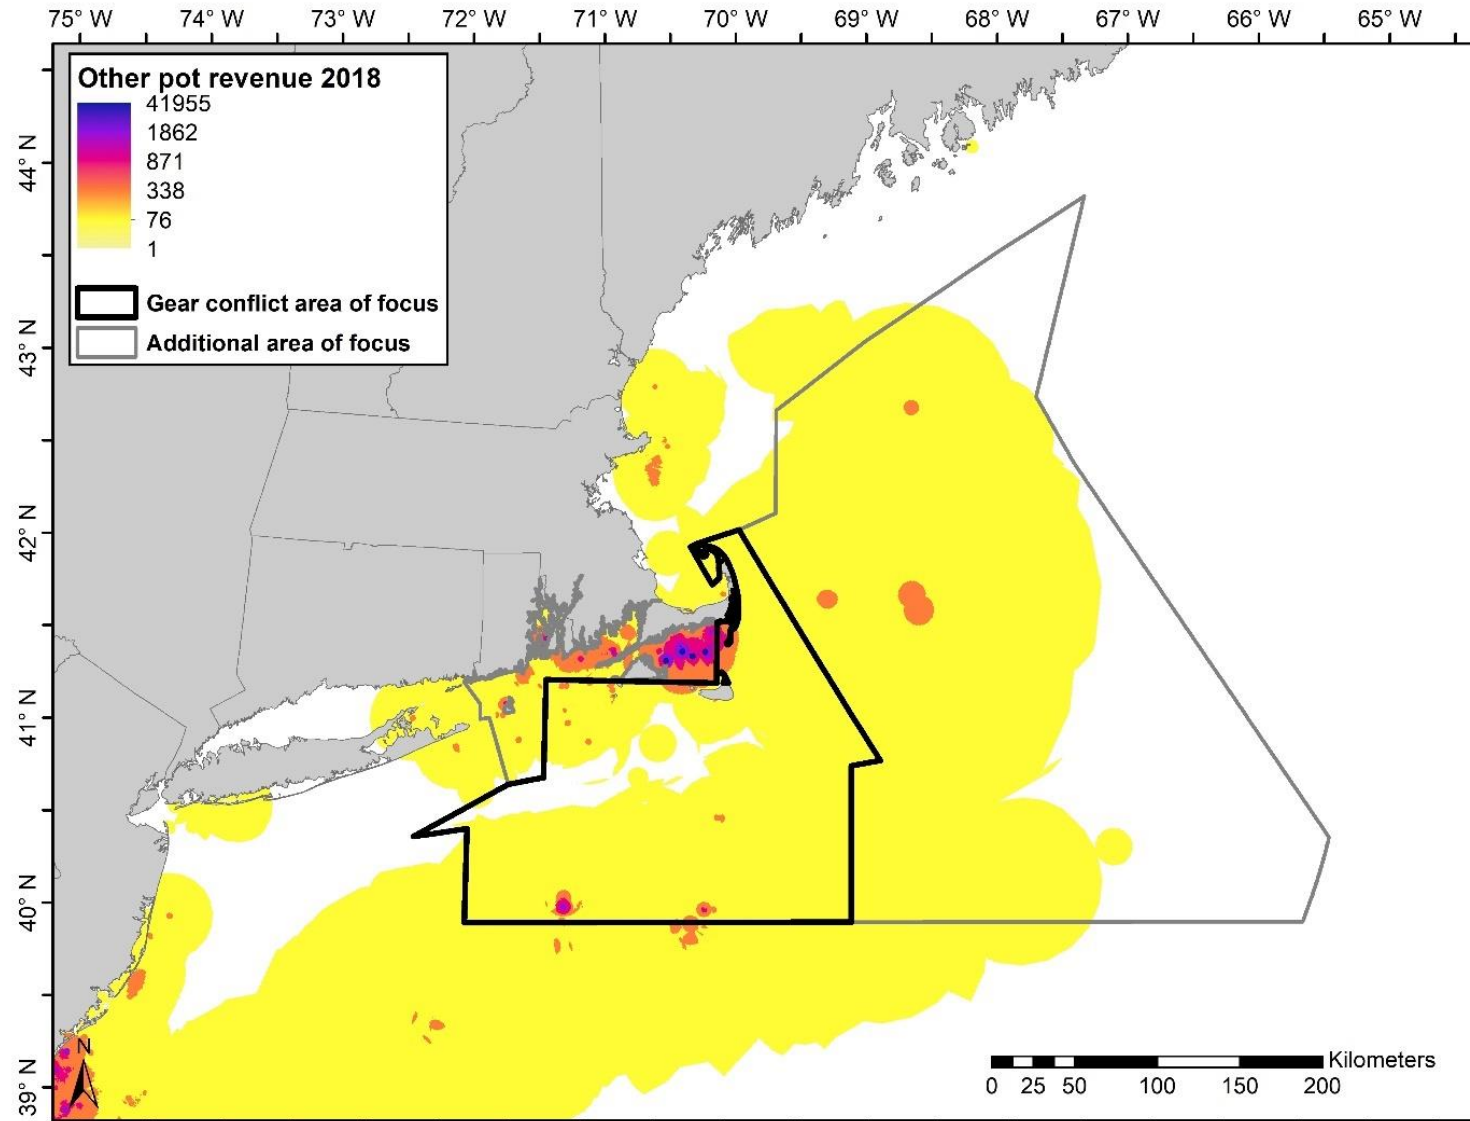 75° W 74° W 73° W 72° W 71° W 70° W 69° W 68° W 67° W 66° W 65° W
Other pot revenue 2018
41955
1862
871
338
76
1
Gear conflict area of focus
Additional area of focus
44° N
43° N
42° N
41° N
40° N
39° N
N
Kilometers
0 25 50 100 150 200